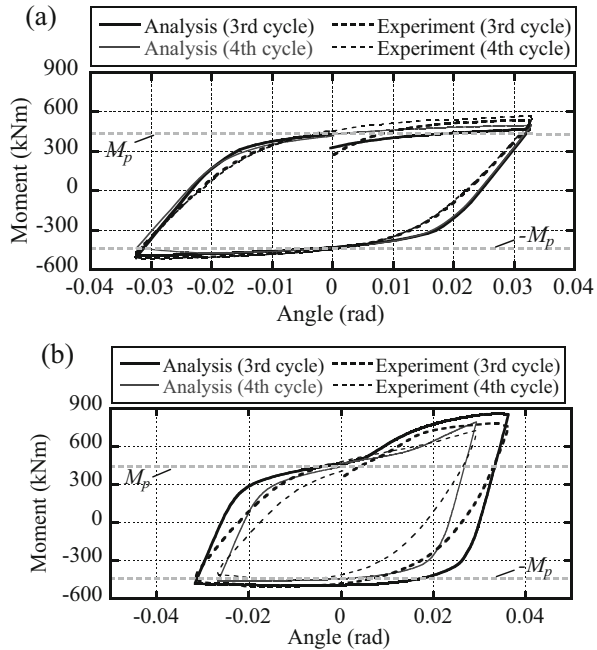 (a)
Analysis (3rd cycle) Experiment (3rd cycle)
Analysis (4th cycle) Experiment (4th cycle)
900
600
300
0
-300
-600
Moment (kNm)
Mp
-Mp
-0.04 -0.03 -0.02 -0.01 0 0.01 0.02 0.03 0.04
Angle (rad)
(b)
Analysis (3rd cycle) Experiment (3rd cycle)
Analysis (4th cycle) Experiment (4th cycle)
900
600
300
0
-300
-600
Moment (kNm)
Mp
-Mp
-0.04 -0.02 0 0.02 0.04
Angle (rad)